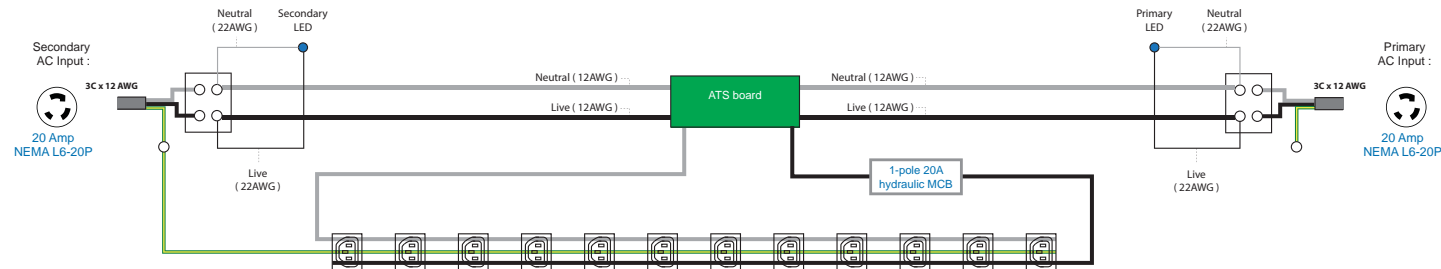 Neutral
( 22AWG )
Secondary
LED
Secondary
AC Input :
3C x 12 AWG
20 Amp
NEMA L6-20P
Live
( 22AWG )
Neutral ( 12AWG )
Live ( 12AWG )
ATS board
Neutral ( 12AWG )
Live ( 12AWG )
1-pole 20A
hydraulic MCB
Primary
LED
Neutral
( 22AWG )
Primary
AC Input :
3C x 12 AWG
20 Amp
NEMA L6-20P
Live
( 22AWG )